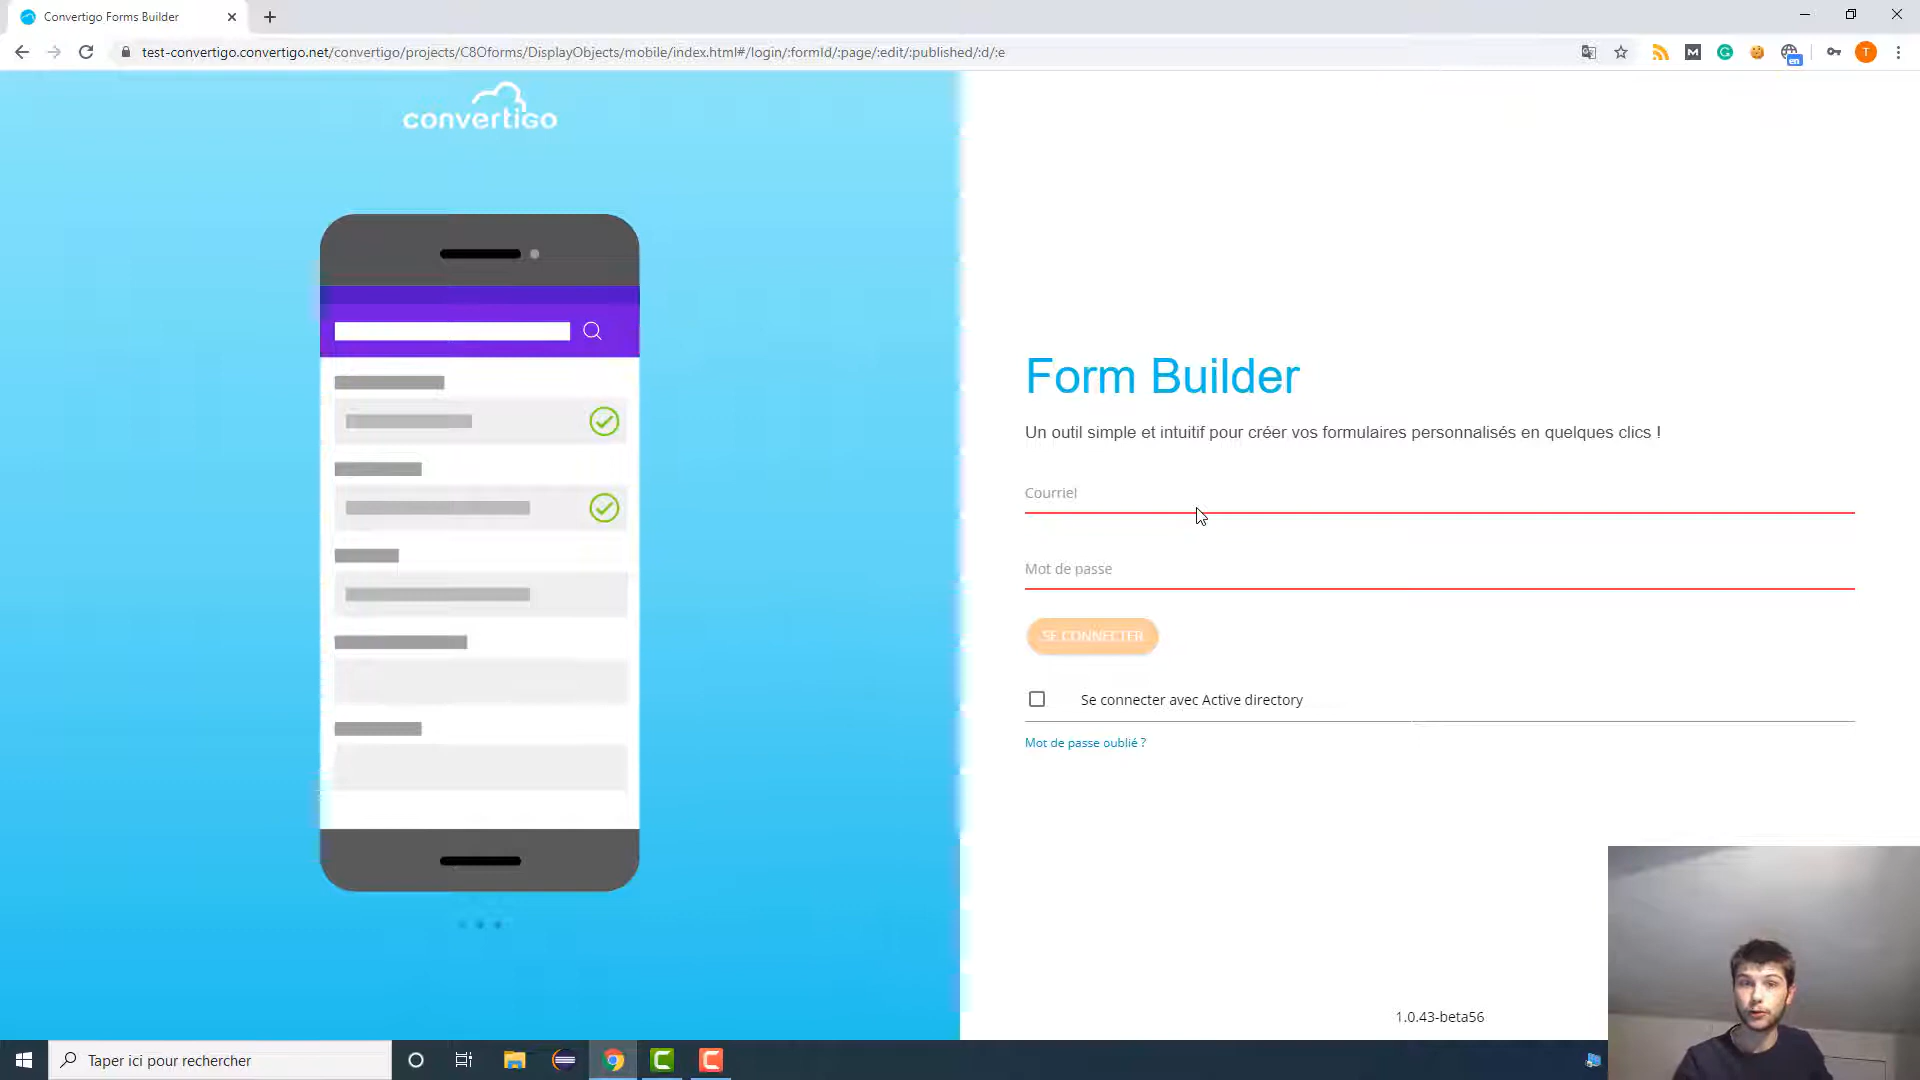 Convertigo Forms Builder
test-convertigo.convertigo.net/convertigo/projects/C8Oforms/DisplayObjects/mobile/index.html#/login/:formId/:page/:edit/:published/:d/:e
M
G
en
T
convertigo
Form Builder
Un outil simple et intuitif pour créer vos formulaires personnalisés en quelques clics !
Courriel
Mot de passe
SE CONNECTER
Se connecter avec Active directory
Mot de passe oublié ?
1.0.43-beta56
Taper ici pour rechercher
C
C